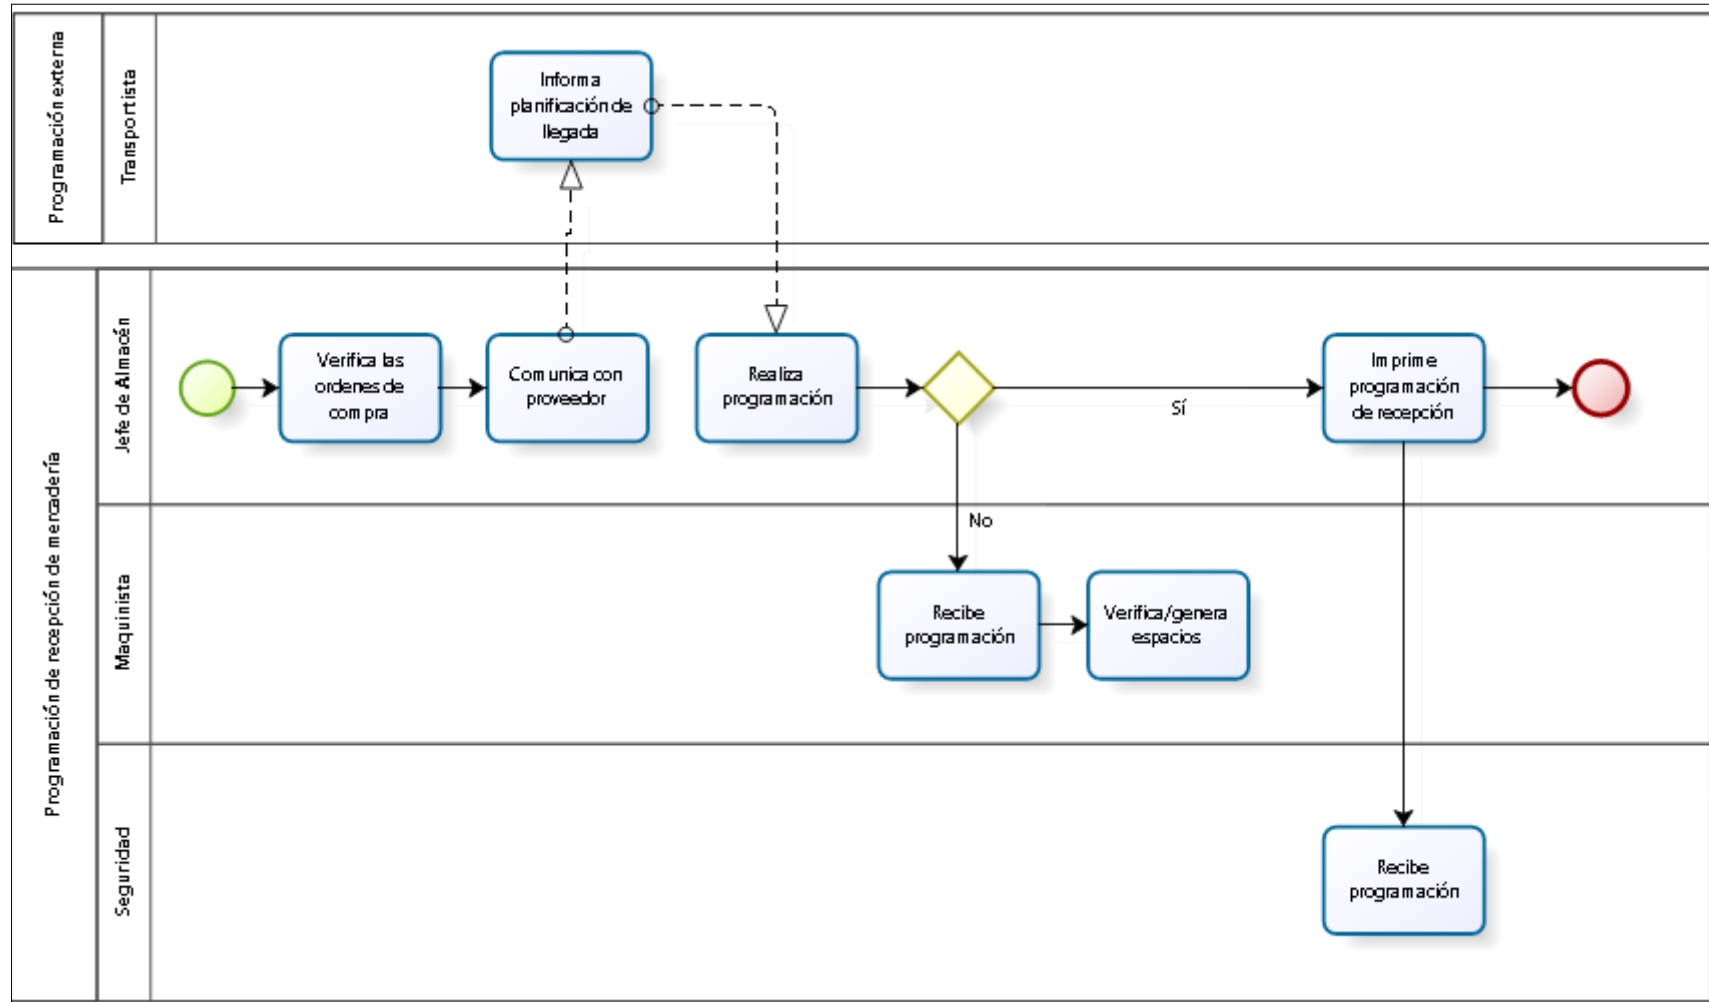 Programación externa
Transportista
Informa
planificación de
llegada
Programación de recepción de mercadería
Jefe de Almacén
Verifica las
ordenes de
compra
Comunica con
proveedor
Realiza
programación
Sí
Imprime
programación
de recepción
No
Maquinista
Recibe
programación
Verifica/genera
espacios
Seguridad
Recibe
programación